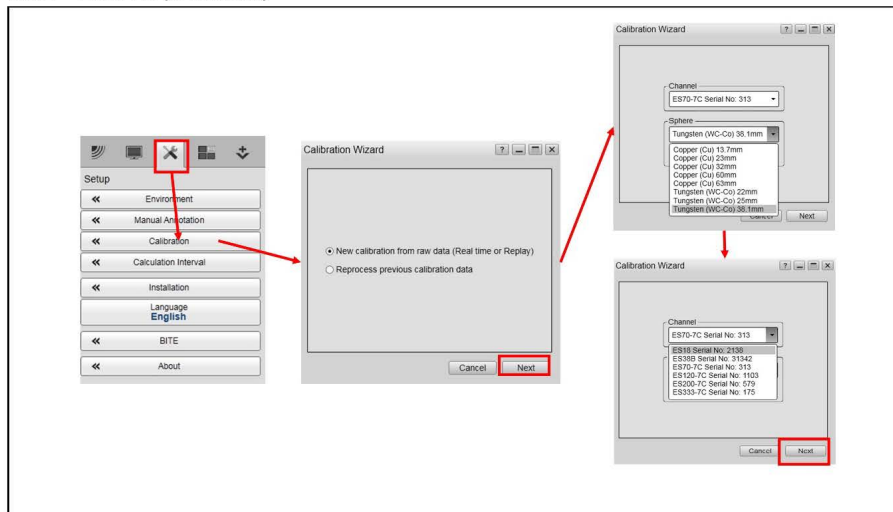 Setup
Environment
Manual Annotation
Calibration
Calculation Interval
Installation
Language
English
BITE
About
Calibration Wizard
New calibration from raw data (Real time or Replay)
Reprocess previous calibration data
Cancel Next
Calibration Wizard
Channel
ES70-7C Serial No: 313
Sphere
Tungsten (WC-Co) 38.1mm
Copper (Cu) 13.7mm
Copper (Cu) 23mm
Copper (Cu) 32mm
Copper (Cu) 60mm
Copper (Cu) 63mm
Tungsten (WC-Co) 22mm
Tungsten (WC-Co) 25mm
Tungsten (WC-Co) 38.1mm
Cancel Next
Calibration Wizard
Channel
ES70-7C Serial No: 313
ES18 Serial No: 2136
ES38B Serial No: 31342
ES70-7C Serial No: 313
ES120-7C Serial No: 1103
ES200-7C Serial No: 579
ES333-7C Serial No: 175
Cancel Next